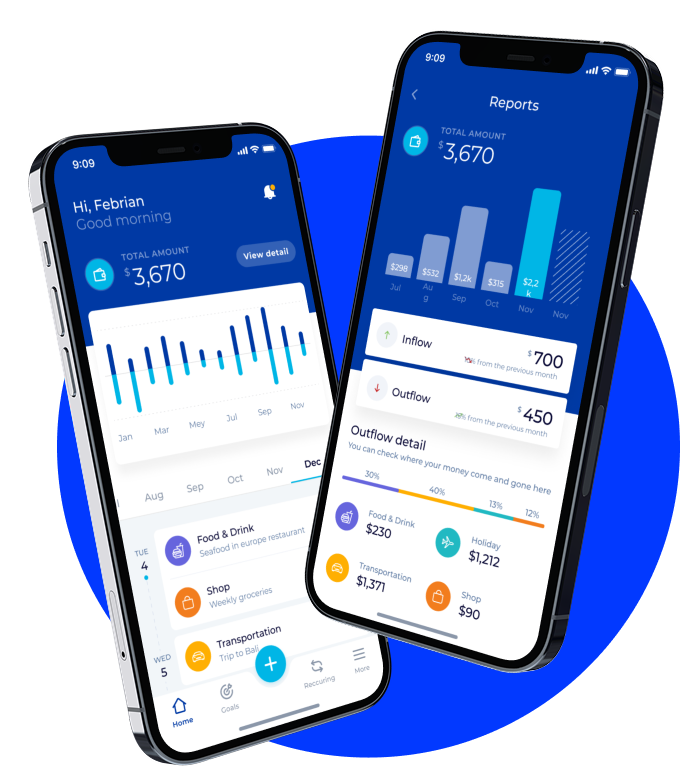 9:09
Hi, Febrian
Good morning
TOTAL AMOUNT
$3,670
View detail
Jan Mar Mey Jul Sep Nov
Aug Sep Oct Nov Dec
TUE
4
Food & Drink
Seafood in europe restaurant
Shop
Weekly groceries
WED
5
Transportation
Trip to Bali
+
Home
Goals
Reccuring
More
9:09
Reports
TOTAL AMOUNT
$3,670
$298 $532 $1,2k $315 $2,2
k
Jul Au
g Sep Oct Nov Nov
Inflow
$700
from the previous month
Outflow
$450
from the previous month
Outflow detail
You can check where your money come and gone here
30% 40% 13% 12%
Food & Drink
$230
Holiday
$1,212
Transportation
$1,371
Shop
$90